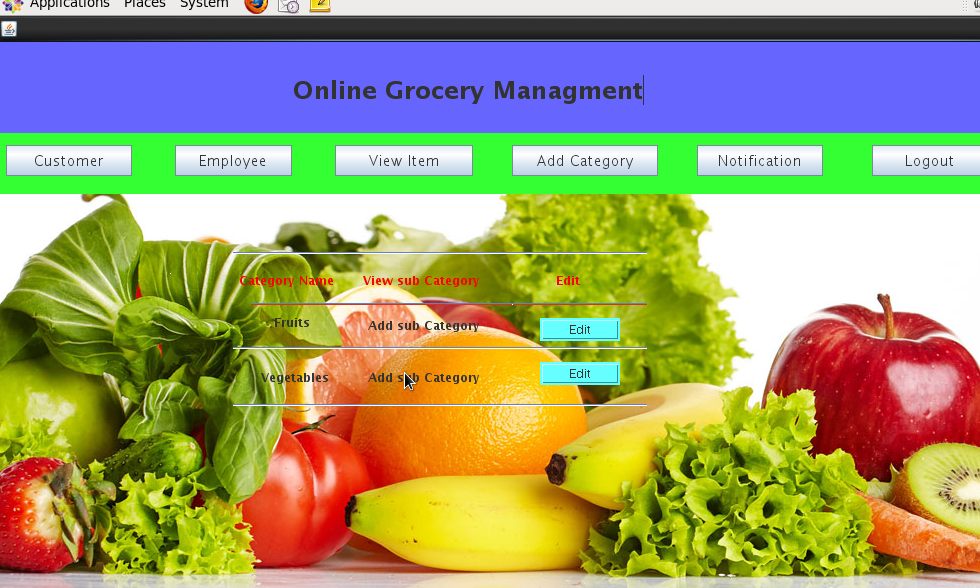 Applications Places System
Online Grocery Managment
Customer Employee View Item Add Category Notification Logout
Category Name View sub Category Edit
Fruits Add sub Category Edit
Vegetables Add sub Category Edit